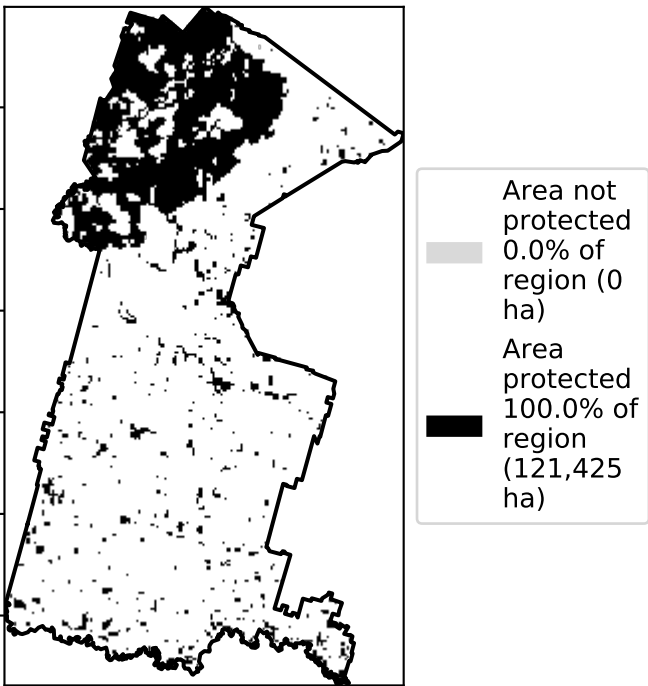 Area not
protected
0.0% of
region (0
ha)
Area
protected
100.0% of
region
(121,425
ha)